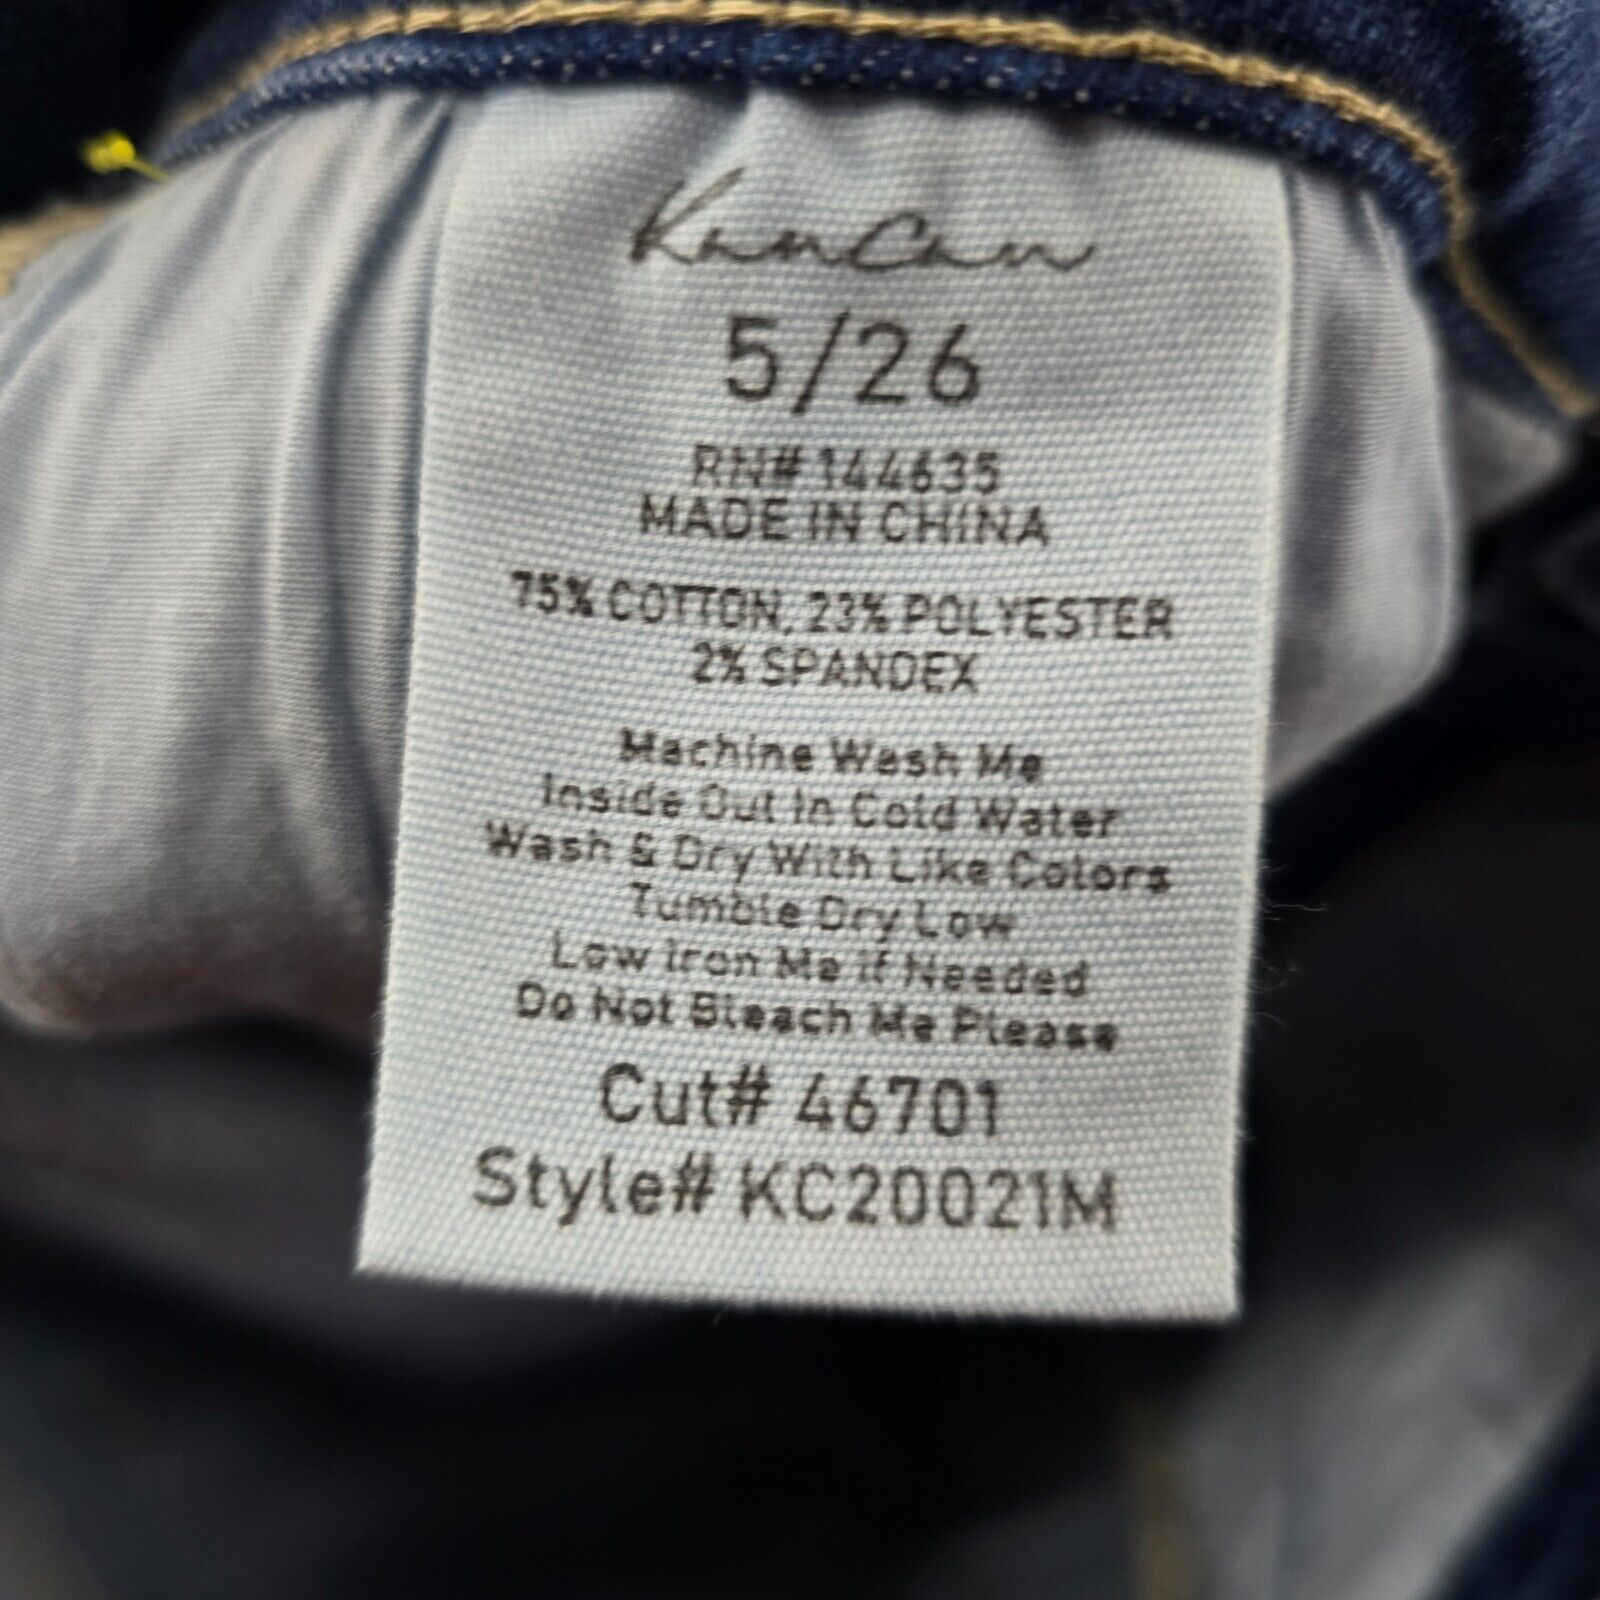 KanCan
5/26
RN# 144635
MADE IN CHINA
75% COTTON, 23% POLYESTER
2% SPANDEX
Machine Wash Me
Inside Out In Cold Water
Wash & Dry With Like Colors
Tumble Dry Low
Low Iron Me if Needed
Do Not Bleach Me Please
Cut# 46701
Style# KC20021M